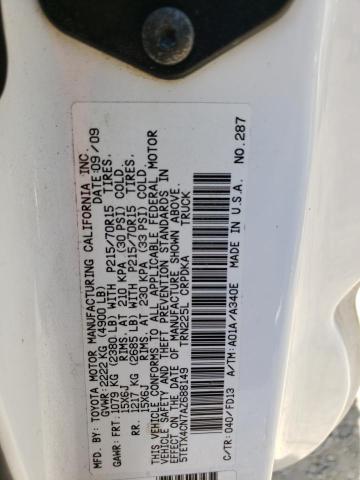 MFD. BY: TOYOTA MOTOR MANUFACTURING CALIFORNIA INC.
DATE: 09/09
GVWR: 2222 KG (4900 LB)
GAWR: FRT. 1079 KG (2380 LB) WITH P215/70R15 TIRES.
15X6J RIMS. AT 210 KPA (30 PSI) COLD.
RR. 1217 KG (2685 LB) WITH P215/70R15 TIRES.
15X6J RIMS. AT 230 KPA (33 PSI) COLD.
THIS VEHICLE CONFORMS TO ALL APPLICABLE FEDERAL MOTOR
VEHICLE SAFETY AND THEFT PREVENTION STANDARDS IN
EFFECT ON THE DATE OF MANUFACTURE SHOWN ABOVE.
5TETX4CN7AZ688149 TRN225L CRPDKA TRUCK
C/TR: 040/FD13 A/TM: A01A/A340E MADE IN U.S.A. NO. 287